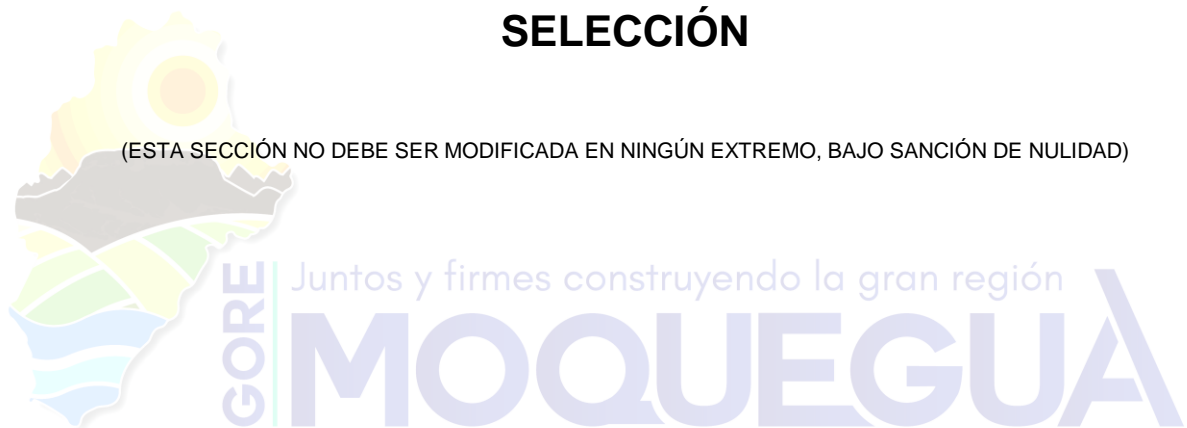 SELECCIÓN
(ESTA SECCIÓN NO DEBE SER MODIFICADA EN NINGÚN EXTREMO, BAJO SANCIÓN DE NULIDAD)
GORE
Juntos y firmes construyendo la gran región
MOQUEGUA